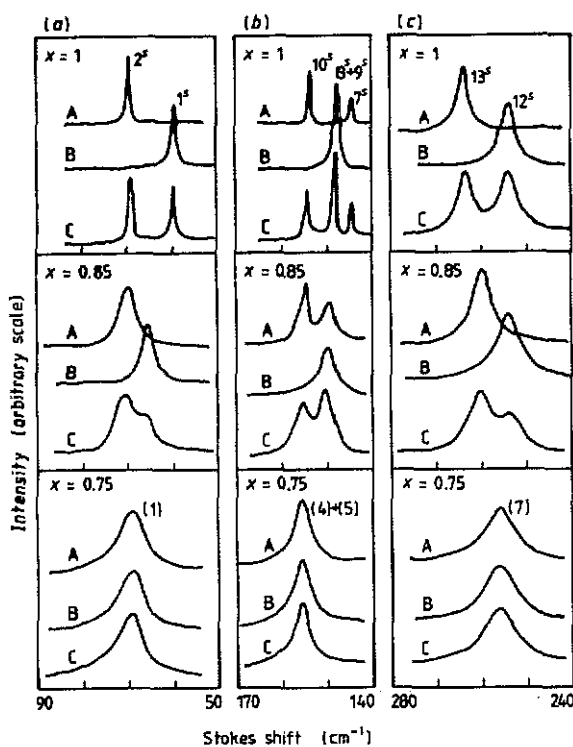 (a) (b) (c)
x = 1 x = 1 x = 1
2ˢ 1ˢ 10ˢ 8ˢ+9ˢ 7ˢ 13ˢ 12ˢ
A A A
B B B
C C C
x = 0.85 x = 0.85 x = 0.85
A A A
B B B
C C C
x = 0.75 x = 0.75 x = 0.75
(1) (4)+(5) (7)
A A A
B B B
C C C
90 50 170 140 280 240
Stokes shift (cm⁻¹)
Intensity (arbitrary scale)